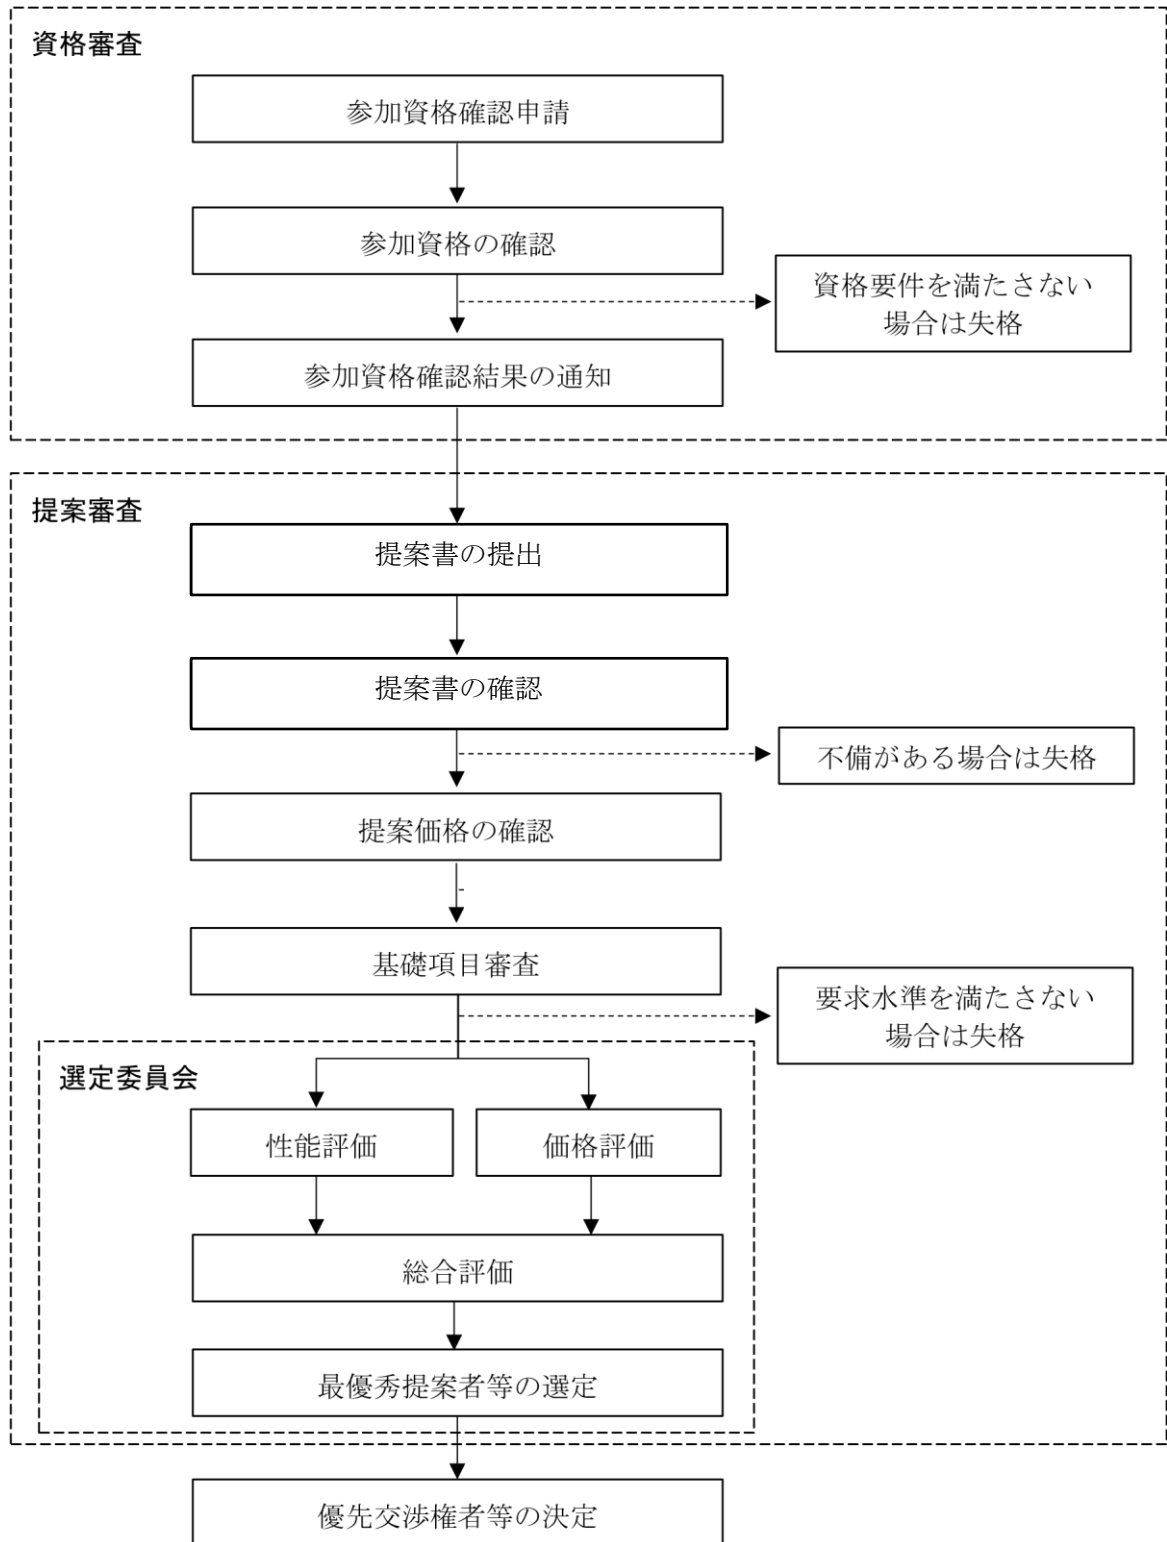 資格審査
参加資格確認申請
参加資格の確認
資格要件を満たさない
場合は失格
参加資格確認結果の通知
提案審査
提案書の提出
提案書の確認
不備がある場合は失格
提案価格の確認
基礎項目審査
要求水準を満たさない
場合は失格
選定委員会
性能評価
価格評価
総合評価
最優秀提案者等の選定
優先交渉権者等の決定